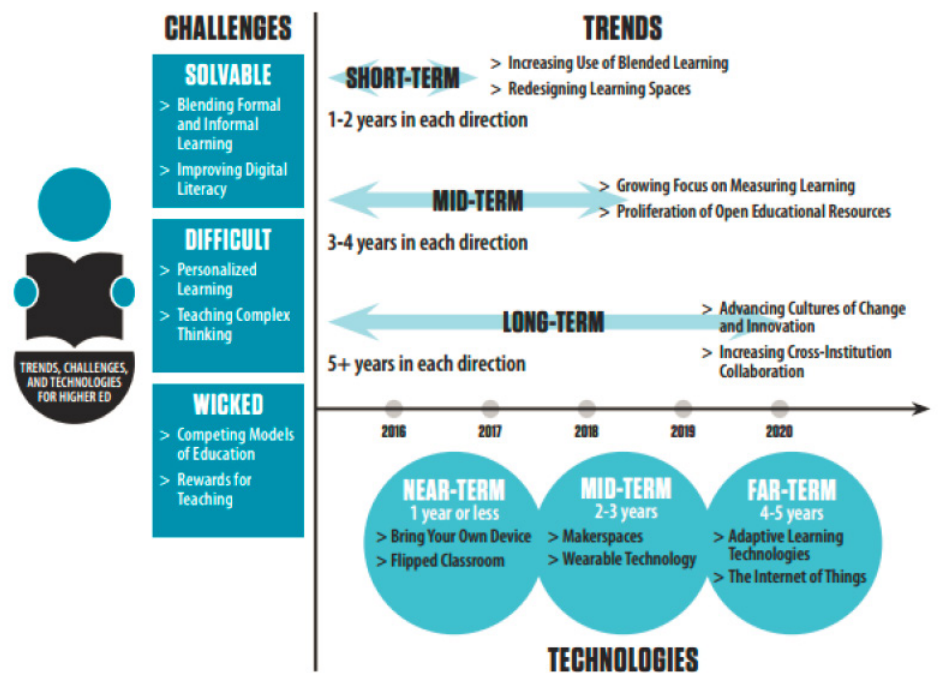 CHALLENGES
SOLVABLE
> Blending Formal
and Informal
Learning
> Improving Digital
Literacy
DIFFICULT
> Personalized
Learning
> Teaching Complex
Thinking
WICKED
> Competing Models
of Education
> Rewards for
Teaching
TRENDS, CHALLENGES,
AND TECHNOLOGIES
FOR HIGHER ED
TRENDS
SHORT-TERM
> Increasing Use of Blended Learning
> Redesigning Learning Spaces
1-2 years in each direction
MID-TERM
> Growing Focus on Measuring Learning
> Proliferation of Open Educational Resources
3-4 years in each direction
LONG-TERM
> Advancing Cultures of Change
and Innovation
> Increasing Cross-Institution
Collaboration
5+ years in each direction
2016 2017 2018 2019 2020
NEAR-TERM
1 year or less
> Bring Your Own Device
> Flipped Classroom
MID-TERM
2-3 years
> Makerspaces
> Wearable Technology
FAR-TERM
4-5 years
> Adaptive Learning
Technologies
> The Internet of Things
TECHNOLOGIES